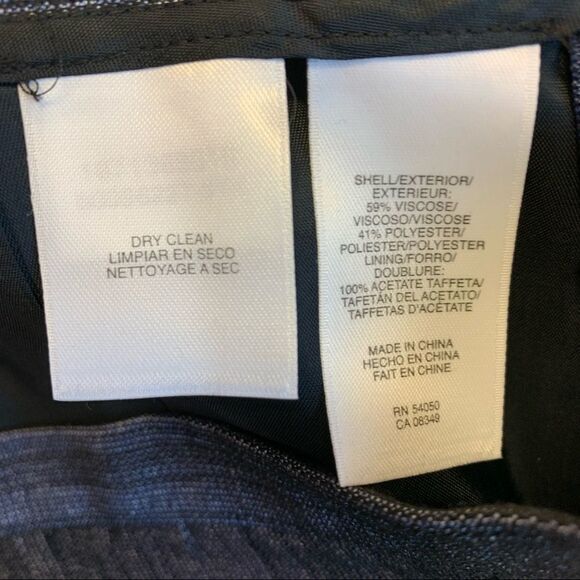 DRY CLEAN
LIMPIAR EN SECO
NETTOYAGE A SEC
SHELL/EXTERIOR/
EXTERIEUR:
59% VISCOSE/
VISCOSO/VISCOSE
41% POLYESTER/
POLIESTER/POLYESTER
LINING/FORRO/
DOUBLURE:
100% ACETATE TAFFETA/
TAFETÁN DEL ACETATO/
TAFFETAS D'ACÉTATE
MADE IN CHINA
HECHO EN CHINA
FAIT EN CHINE
RN 54050
CA 08349